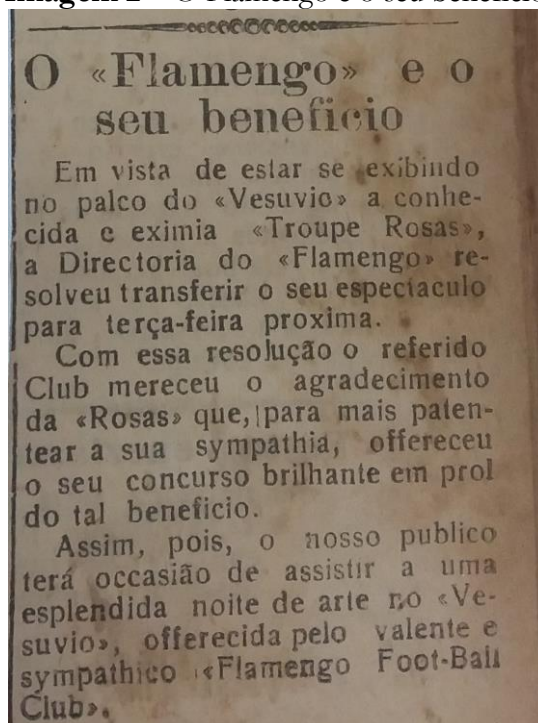 O Flamengo e o seu beneficio
O «Flamengo» e o
seu beneficio
Em vista de estar se exibindo
no palco do «Vesuvio» a conhe-
cida e eximia «Troupe Rosas»,
a Directoria do «Flamengo» re-
solveu transferir o seu espectaculo
para terça-feira proxima.
Com essa resolução o referido
Club mereceu o agradecimento
da «Rosas» que, para mais paten-
tear a sua sympathia, offereceu
o seu concurso brilhante em prol
do tal beneficio.
Assim, pois, o nosso publico
terá occasião de assistir a uma
esplendida noite de arte no «Ve-
suvio», offerecida pelo valente e
sympathico «Flamengo Foot-Ball
Club».